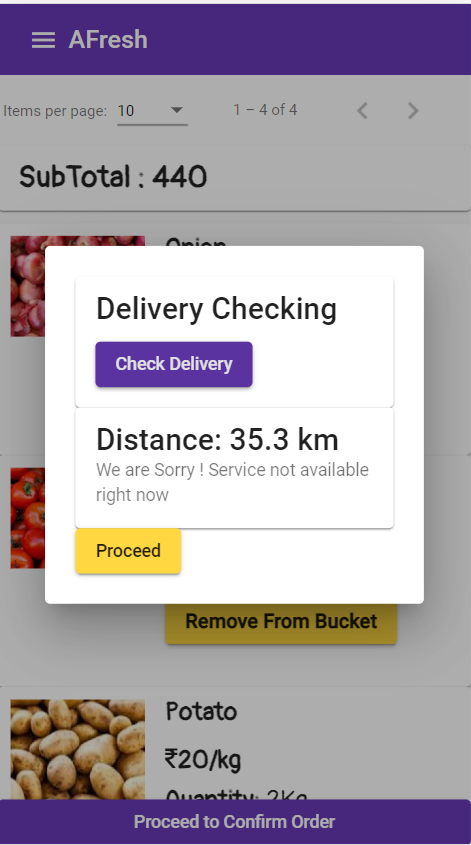 AFresh
Items per page: 10 1 – 4 of 4
SubTotal : 440
Onion
Delivery Checking
Check Delivery
Distance: 35.3 km
We are Sorry ! Service not available
right now
Proceed
Remove From Bucket
Potato
₹20/kg
Quantity: 2Kg
Proceed to Confirm Order